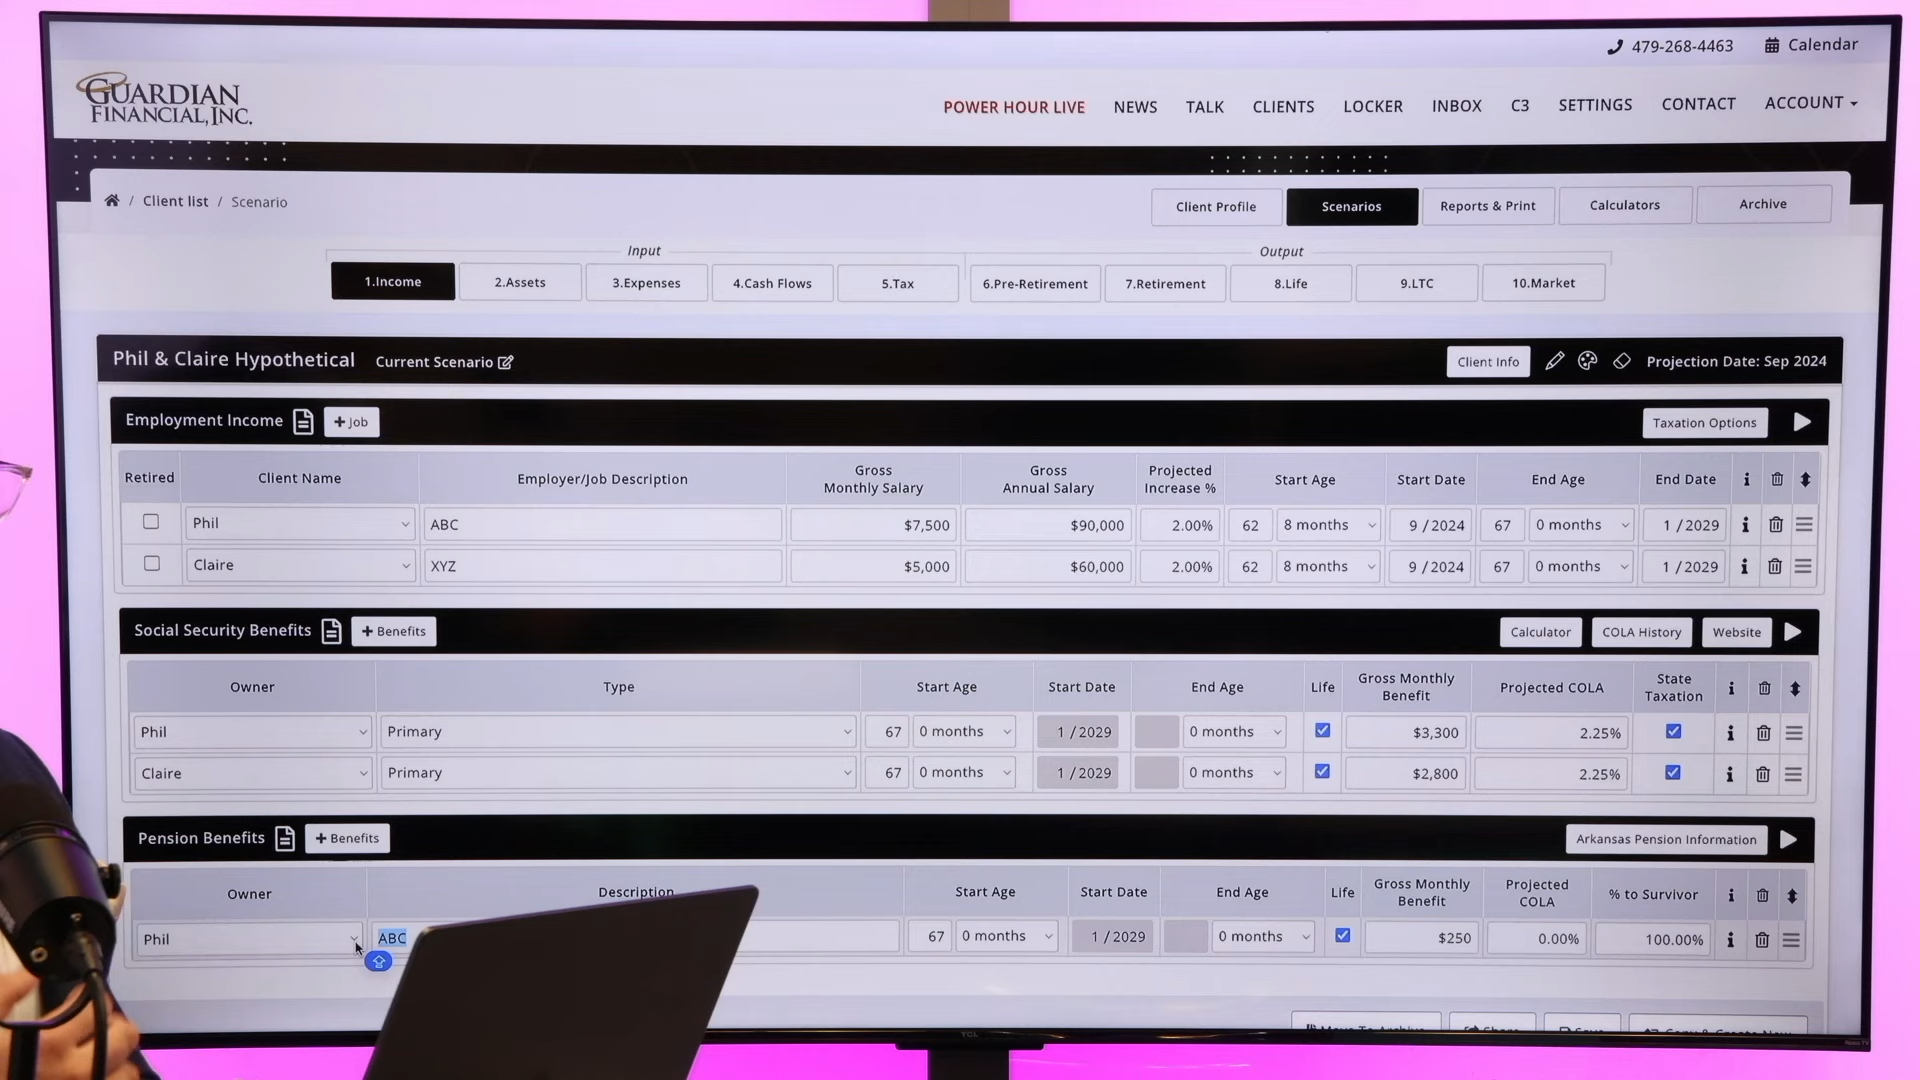 479-268-4463 Calendar
GUARDIAN
FINANCIAL, INC.
POWER HOUR LIVE NEWS TALK CLIENTS LOCKER INBOX C3 SETTINGS CONTACT ACCOUNT
/ Client list / Scenario
Client Profile Scenarios Reports & Print Calculators Archive
Input Output
1.Income 2.Assets 3.Expenses 4.Cash Flows 5.Tax 6.Pre-Retirement 7.Retirement 8.Life 9.LTC 10.Market
Phil & Claire Hypothetical Current Scenario Client Info Projection Date: Sep 2024
Employment Income + Job Taxation Options
Retired Client Name Employer/Job Description Gross Monthly Salary Gross Annual Salary Projected Increase % Start Age Start Date End Age End Date i
Phil ABC $7,500 $90,000 2.00% 62 8 months 9 / 2024 67 0 months 1 / 2029 i
Claire XYZ $5,000 $60,000 2.00% 62 8 months 9 / 2024 67 0 months 1 / 2029 i
Social Security Benefits + Benefits Calculator COLA History Website
Owner Type Start Age Start Date End Age Life Gross Monthly Benefit Projected COLA State Taxation i
Phil Primary 67 0 months 1 / 2029 0 months $3,300 2.25% i
Claire Primary 67 0 months 1 / 2029 0 months $2,800 2.25% i
Pension Benefits + Benefits Arkansas Pension Information
Owner Description Start Age Start Date End Age Life Gross Monthly Benefit Projected COLA % to Survivor i
Phil ABC 67 0 months 1 / 2029 0 months $250 0.00% 100.00% i
Move To Archive Share Save Copy & Create New
TCL
Roku TV